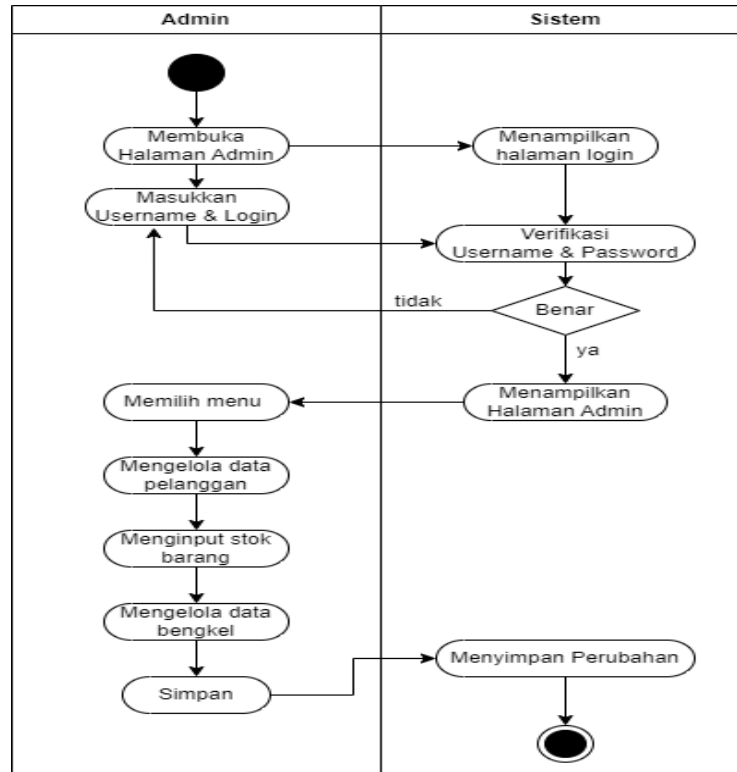 Admin
Sistem
Membuka
Halaman Admin
Menampilkan
halaman login
Masukkan
Username & Login
Verifikasi
Username & Password
tidak
Benar
ya
Memilih menu
Menampilkan
Halaman Admin
Mengelola data
pelanggan
Menginput stok
barang
Mengelola data
bengkel
Menyimpan Perubahan
Simpan